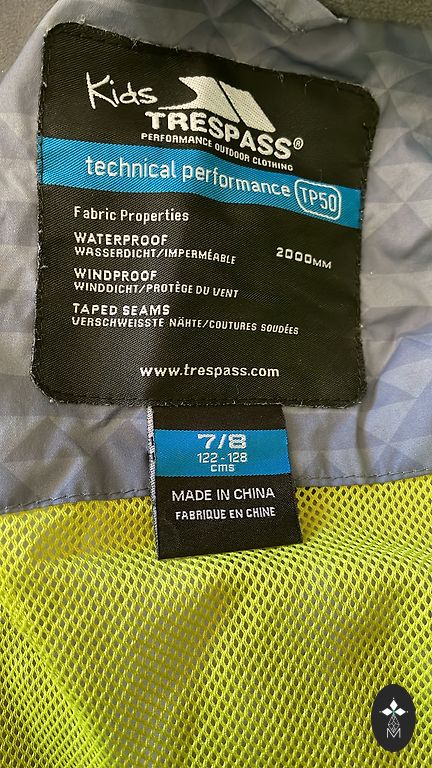 Kids
TRESPASS®
PERFORMANCE OUTDOOR CLOTHING
technical performance TP50
Fabric Properties
WATERPROOF 2000MM
WASSERDICHT/IMPERMÉABLE
WINDPROOF
WINDDICHT/PROTÈGE DU VENT
TAPED SEAMS
VERSCHWEISSTE NÄHTE/COUTURES SOUDÉES
www.trespass.com
7/8
122 - 128
cms
MADE IN CHINA
FABRIQUE EN CHINE
M